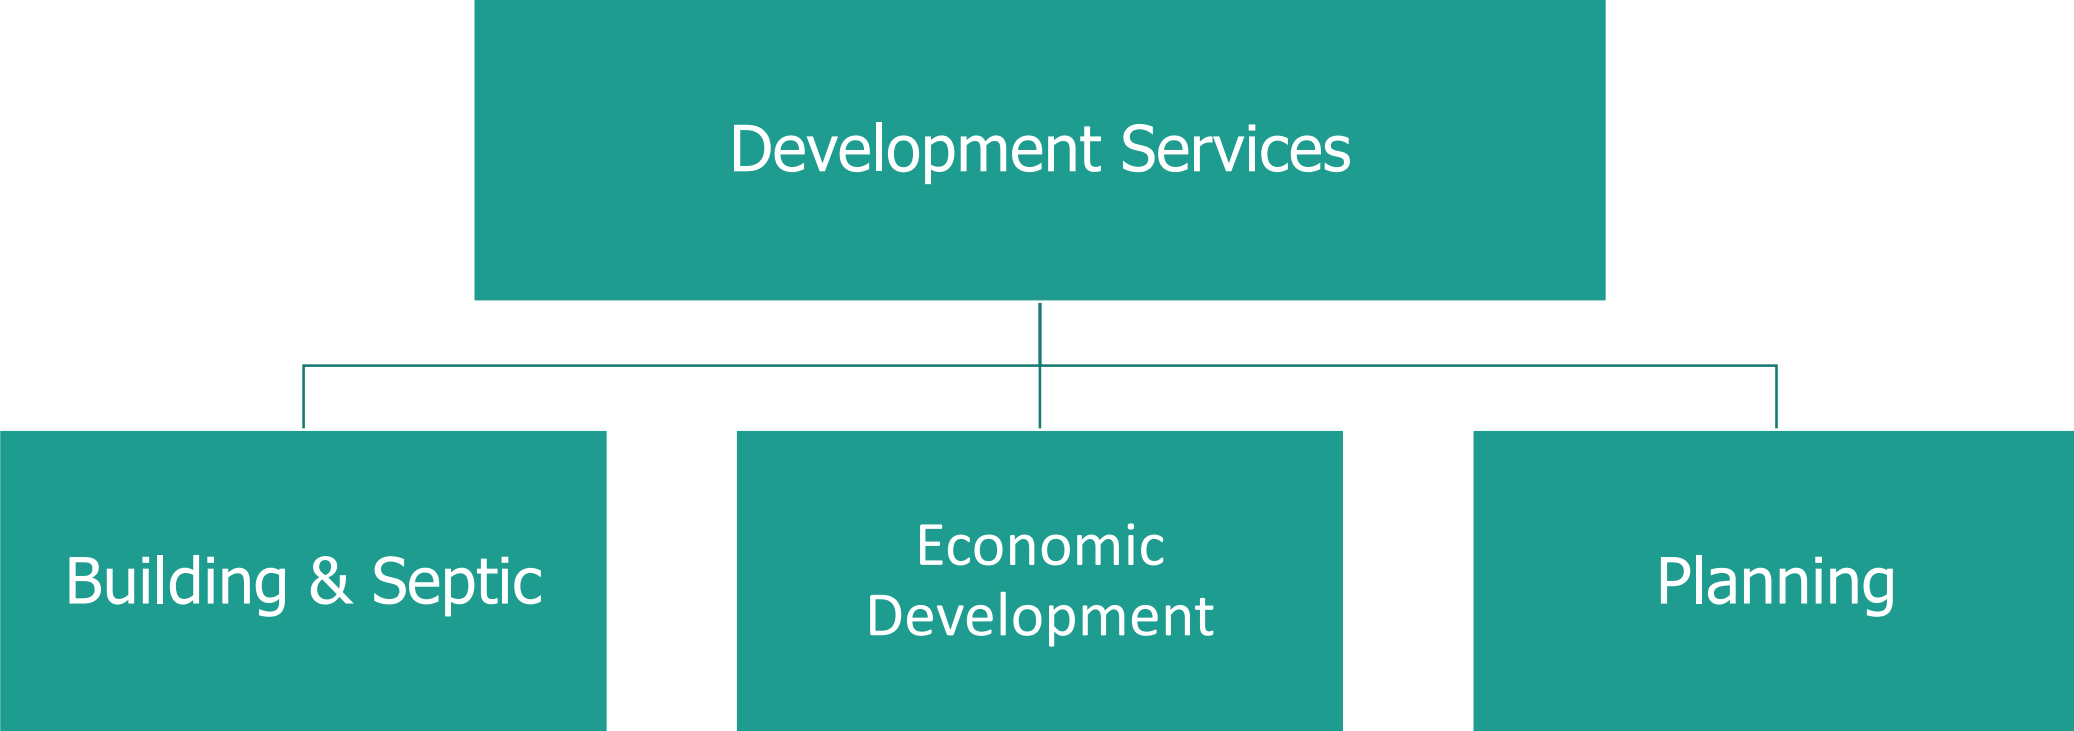 Development Services
Building & Septic
Economic
Development
Planning